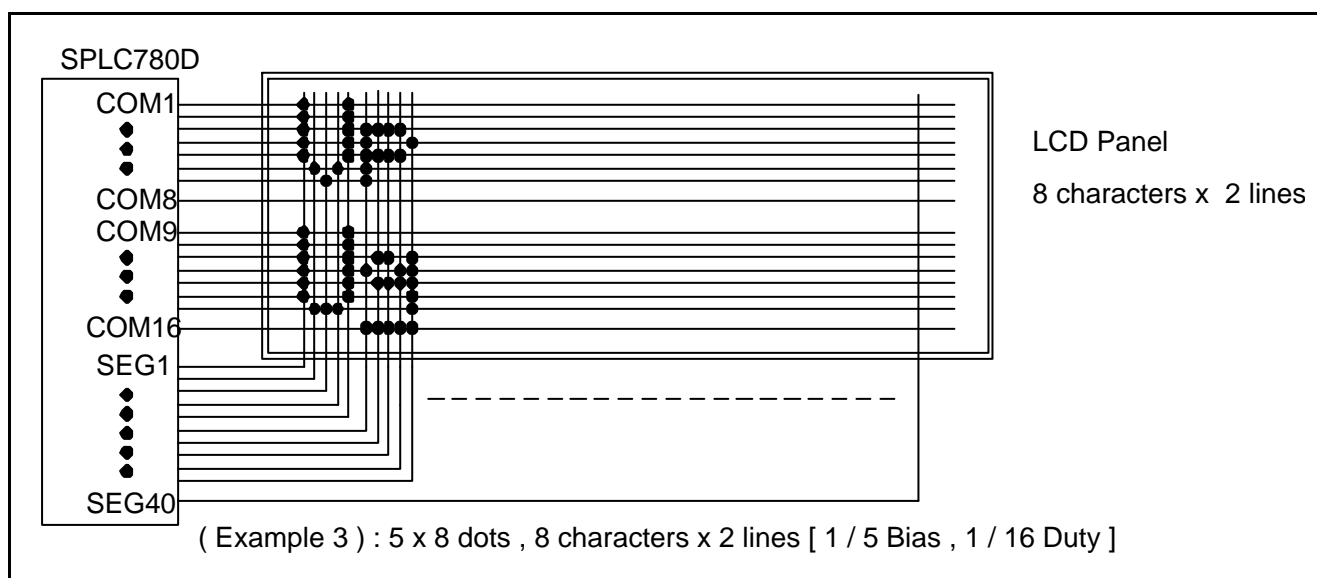 SPLC780D
COM1
COM8
COM9
COM16
SEG1
SEG40
LCD Panel
8 characters x 2 lines
( Example 3 ) : 5 x 8 dots , 8 characters x 2 lines [ 1 / 5 Bias , 1 / 16 Duty ]